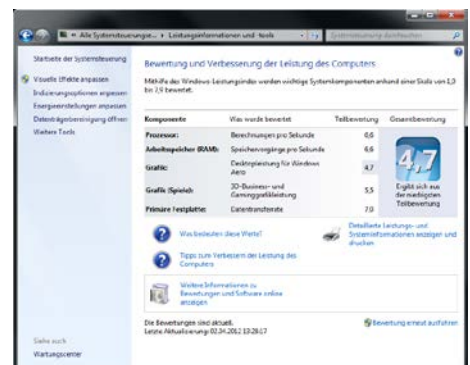 Alle Systemsteuerungse... ▸ Leistungsinformationen und -tools
Systemsteuerung durchsuchen
Startseite der Systemsteuerung
Visuelle Effekte anpassen
Indizierungsoptionen anpassen
Energieeinstellungen anpassen
Datenträgerbereinigung öffnen
Weitere Tools
Bewertung und Verbesserung der Leistung des Computers
Mithilfe des Windows-Leistungsindex werden wichtige Systemkomponenten anhand einer Skala von 1,0
bis 7,9 bewertet.
Komponente Was wurde bewertet Teilbewertung Gesamtbewertung
Prozessor: Berechnungen pro Sekunde 6,6
Arbeitsspeicher (RAM): Speichervorgänge pro Sekunde 6,6
Grafik: Desktopleistung für Windows Aero 4,7
Grafik (Spiele): 3D-Business- und Gaminggrafikleistung 5,5
Primäre Festplatte: Datentransferrate 7,0
4,7
Ergibt sich aus
der niedrigsten
Teilbewertung
Was bedeuten diese Werte?
Detaillierte
Leistungs- und
Systeminformationen anzeigen und
drucken
Tipps zum Verbessern der Leistung des
Computers
Weitere Informationen zu
Bewertungen und Software online
anzeigen
Die Bewertungen sind aktuell.
Letzte Aktualisierung: 02.04.2012 13:28:17
Bewertung erneut ausführen
Siehe auch
Wartungscenter